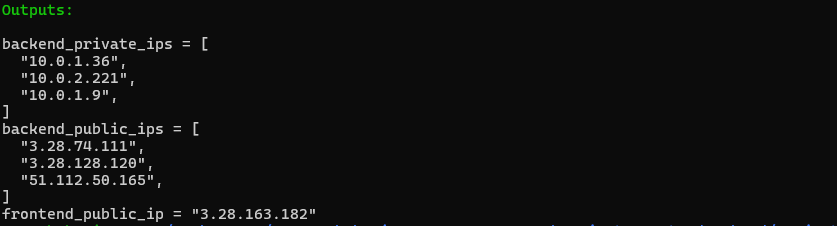 Outputs:
backend_private_ips = [
  "10.0.1.36",
  "10.0.2.221",
  "10.0.1.9",
]
backend_public_ips = [
  "3.28.74.111",
  "3.28.128.120",
  "51.112.50.165",
]
frontend_public_ip = "3.28.163.182"